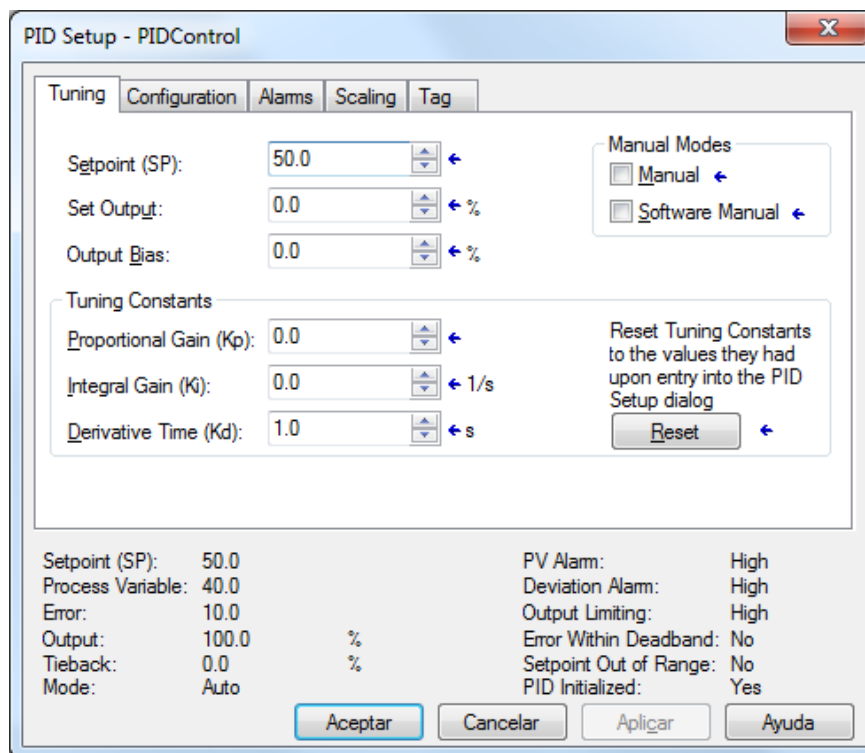 PID Setup - PIDControl
Tuning Configuration Alarms Scaling Tag
Setpoint (SP): 50.0
Set Output: 0.0 %
Output Bias: 0.0 %
Manual Modes
Manual
Software Manual
Tuning Constants
Proportional Gain (Kp): 0.0
Integral Gain (Ki): 0.0 1/s
Derivative Time (Kd): 1.0 s
Reset Tuning Constants
to the values they had
upon entry into the PID
Setup dialog
Reset
Setpoint (SP): 50.0
Process Variable: 40.0
Error: 10.0
Output: 100.0 %
Tieback: 0.0 %
Mode: Auto
PV Alarm: High
Deviation Alarm: High
Output Limiting: High
Error Within Deadband: No
Setpoint Out of Range: No
PID Initialized: Yes
Aceptar Cancelar Aplicar Ayuda